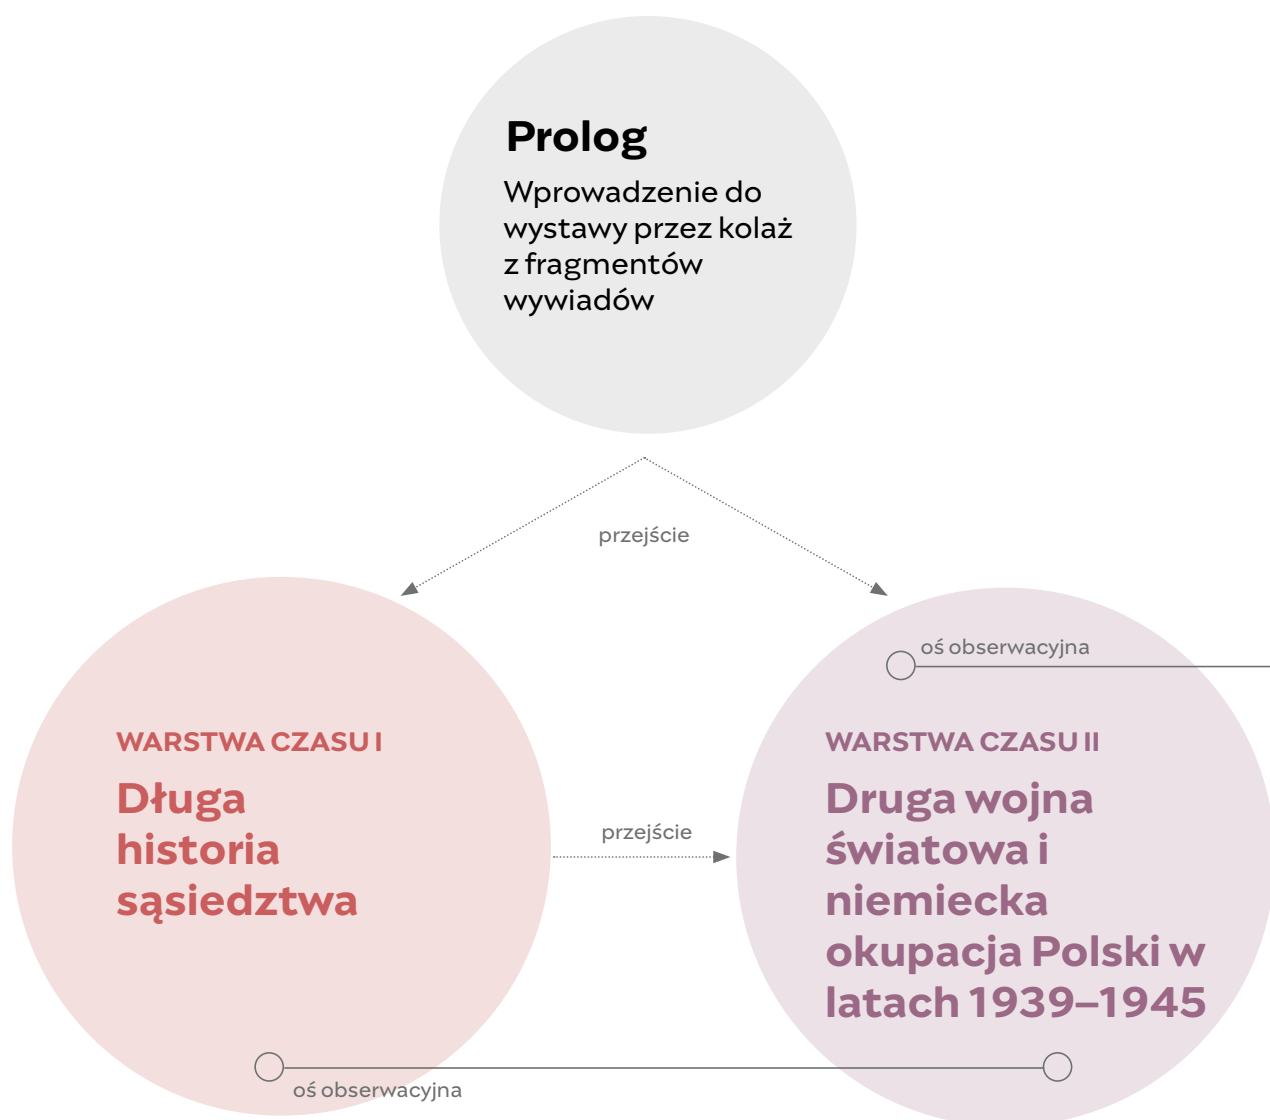 Prolog
Wprowadzenie do
wystawy przez kolaż
z fragmentów
wywiadów
przejście
oś obserwacyjna
WARSTWA CZASU I
Długa
historia
sąsiedztwa
przejście
WARSTWA CZASU II
Druga wojna
światowa i
niemiecka
okupacja Polski w
latach 1939–1945
oś obserwacyjna